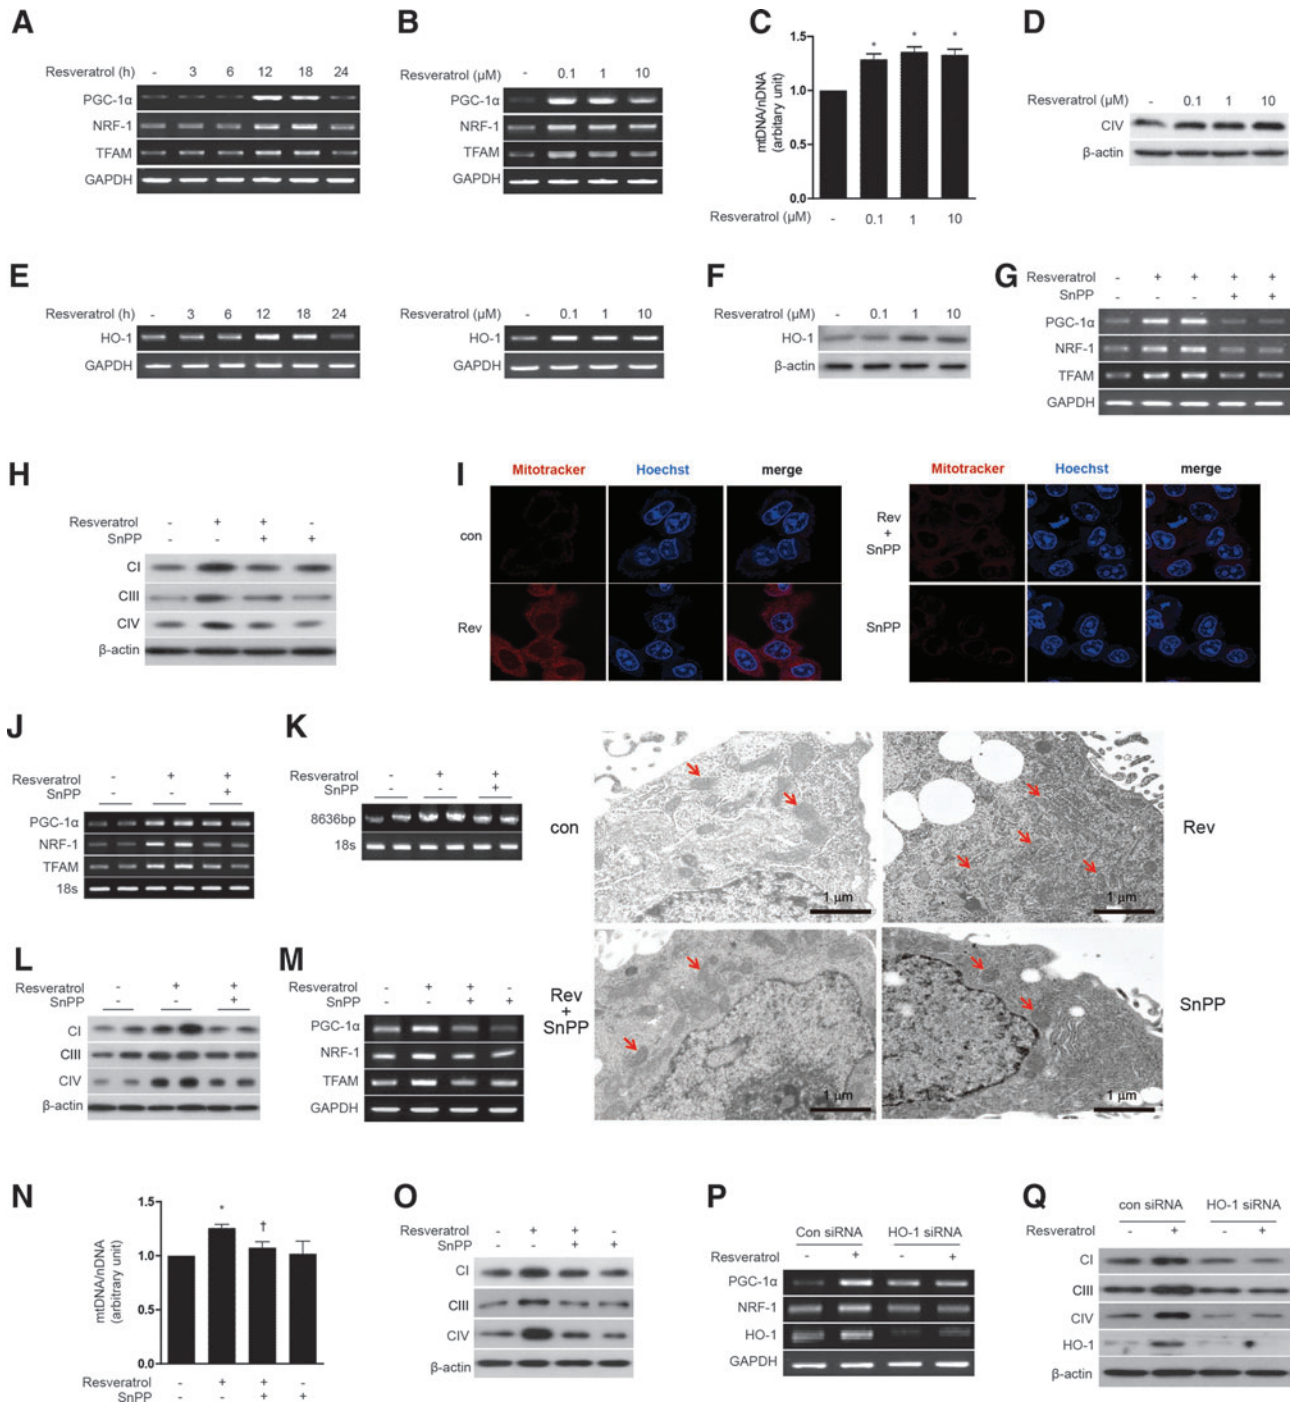 A
Resveratrol (h) - 3 6 12 18 24
PGC-1α
NRF-1
TFAM
GAPDH
B
Resveratrol (μM) - 0.1 1 10
PGC-1α
NRF-1
TFAM
GAPDH
C
mtDNA/nDNA
(arbitary unit)
1.5
1.0
0.5
0.0
* * *
Resveratrol (μM) - 0.1 1 10
D
Resveratrol (μM) - 0.1 1 10
CIV
β-actin
E
Resveratrol (h) - 3 6 12 18 24
HO-1
GAPDH
Resveratrol (μM) - 0.1 1 10
HO-1
GAPDH
F
Resveratrol (μM) - 0.1 1 10
HO-1
β-actin
G
Resveratrol - + + + +
SnPP - - - + +
PGC-1α
NRF-1
TFAM
GAPDH
H
Resveratrol - + + -
SnPP - - + +
CI
CIII
CIV
β-actin
I
Mitotracker Hoechst merge
con
Rev
Mitotracker Hoechst merge
Rev
+
SnPP
SnPP
J
Resveratrol - + +
SnPP - - +
PGC-1α
NRF-1
TFAM
18s
K
Resveratrol - + +
SnPP - - +
8636bp
18s
con
1 μm
Rev
1 μm
Rev
+
SnPP
1 μm
SnPP
1 μm
L
Resveratrol - + +
SnPP - - +
CI
CIII
CIV
β-actin
M
Resveratrol - + + -
SnPP - - + +
PGC-1α
NRF-1
TFAM
GAPDH
N
mtDNA/nDNA
(arbitrary unit)
1.5
1.0
0.5
0.0
* †
Resveratrol - + + -
SnPP - - + +
O
Resveratrol - + + -
SnPP - - + +
CI
CIII
CIV
β-actin
P
Con siRNA HO-1 siRNA
Resveratrol - + - +
PGC-1α
NRF-1
HO-1
GAPDH
Q
con siRNA HO-1 siRNA
Resveratrol - + - +
CI
CIII
CIV
HO-1
β-actin